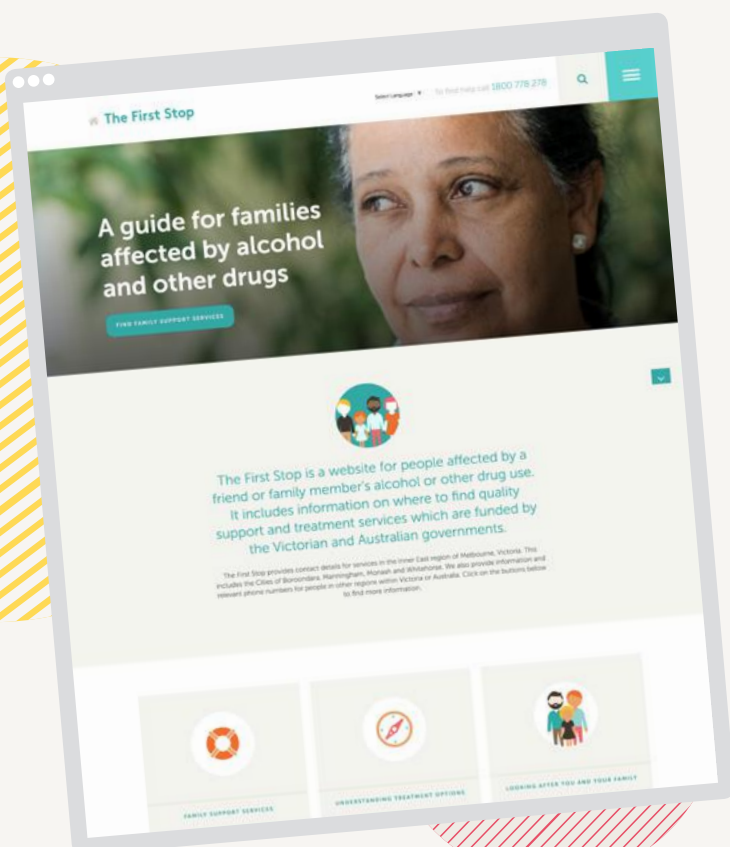 The First Stop
Select Language
To find help call 1800 778 278
A guide for families
affected by alcohol
and other drugs
FIND FAMILY SUPPORT SERVICES
The First Stop is a website for people affected by a
friend or family member's alcohol or other drug use.
It includes information on where to find quality
support and treatment services which are funded by
the Victorian and Australian governments.
The First Stop provides contact details for services in the Inner East region of Melbourne, Victoria. This
includes the Cities of Boroondara, Manningham, Monash and Whitehorse. We also provide information and
relevant phone numbers for people in other regions within Victoria or Australia. Click on the buttons below
to find more information.
FAMILY SUPPORT SERVICES
UNDERSTANDING TREATMENT OPTIONS
LOOKING AFTER YOU AND YOUR FAMILY